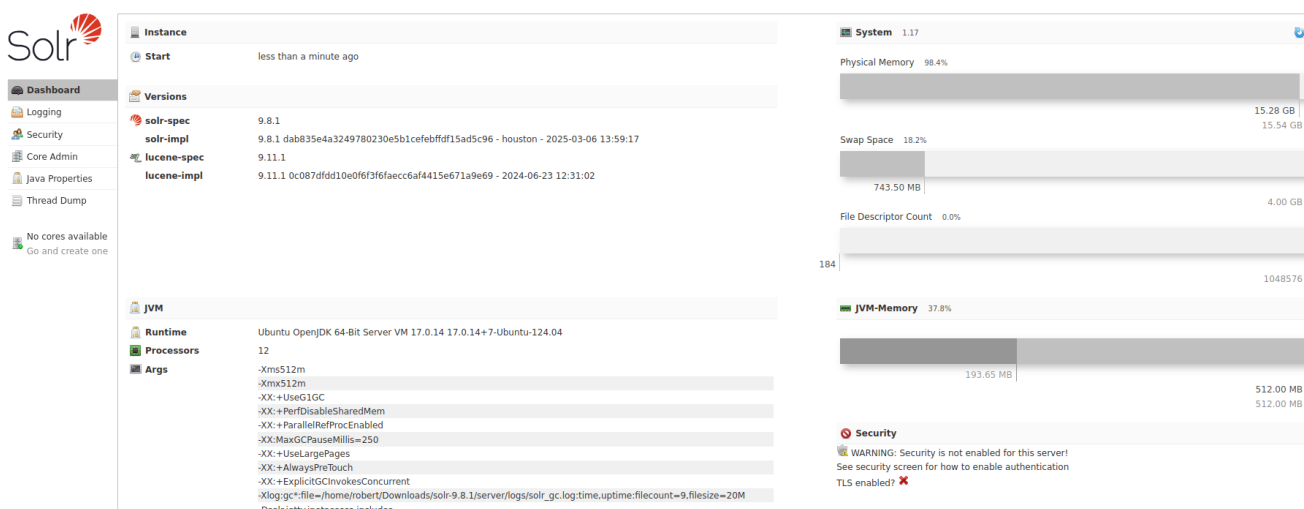 Solr
Dashboard
Logging
Security
Core Admin
Java Properties
Thread Dump
No cores available
Go and create one
Instance
Start less than a minute ago
Versions
solr-spec 9.8.1
solr-impl 9.8.1 dab835e4a3249780230e5b1cefebffdf15ad5c96 - houston - 2025-03-06 13:59:17
lucene-spec 9.11.1
lucene-impl 9.11.1 0c087dfdd10e0f6f3f6faecc6af4415e671a9e69 - 2024-06-23 12:31:02
JVM
Runtime Ubuntu OpenJDK 64-Bit Server VM 17.0.14 17.0.14+7-Ubuntu-124.04
Processors 12
Args -Xms512m
-Xmx512m
-XX:+UseG1GC
-XX:+PerfDisableSharedMem
-XX:+ParallelRefProcEnabled
-XX:MaxGCPauseMillis=250
-XX:+UseLargePages
-XX:+AlwaysPreTouch
-XX:+ExplicitGCInvokesConcurrent
-Xlog:gc*:file=/home/robert/Downloads/solr-9.8.1/server/logs/solr_gc.log:time,uptime:filecount=9,filesize=20M
System 1.17
Physical Memory 98.4%
15.28 GB
15.54 GB
Swap Space 18.2%
743.50 MB
4.00 GB
File Descriptor Count 0.0%
184
1048576
JVM-Memory 37.8%
193.65 MB
512.00 MB
512.00 MB
Security
WARNING: Security is not enabled for this server!
See security screen for how to enable authentication
TLS enabled?